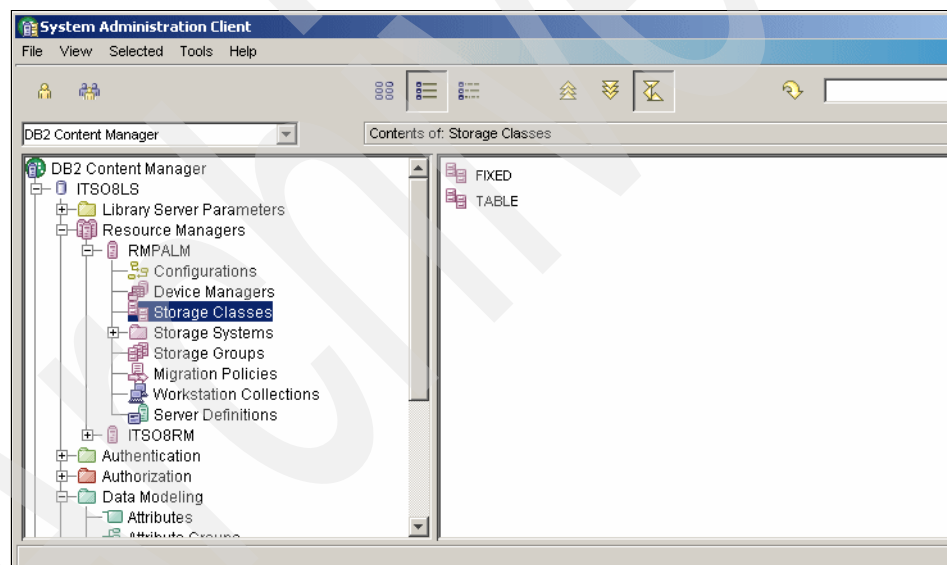 System Administration Client
File View Selected Tools Help
DB2 Content Manager
Contents of: Storage Classes
DB2 Content Manager
ITSO8LS
Library Server Parameters
Resource Managers
RMPALM
Configurations
Device Managers
Storage Classes
Storage Systems
Storage Groups
Migration Policies
Workstation Collections
Server Definitions
ITSO8RM
Authentication
Authorization
Data Modeling
Attributes
Attribute Groups
FIXED
TABLE